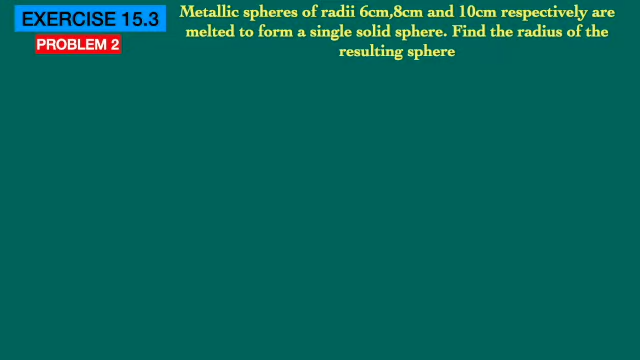 EXERCISE 15.3
PROBLEM 2
Metallic spheres of radii 6cm,8cm and 10cm respectively are
melted to form a single solid sphere. Find the radius of the
resulting sphere